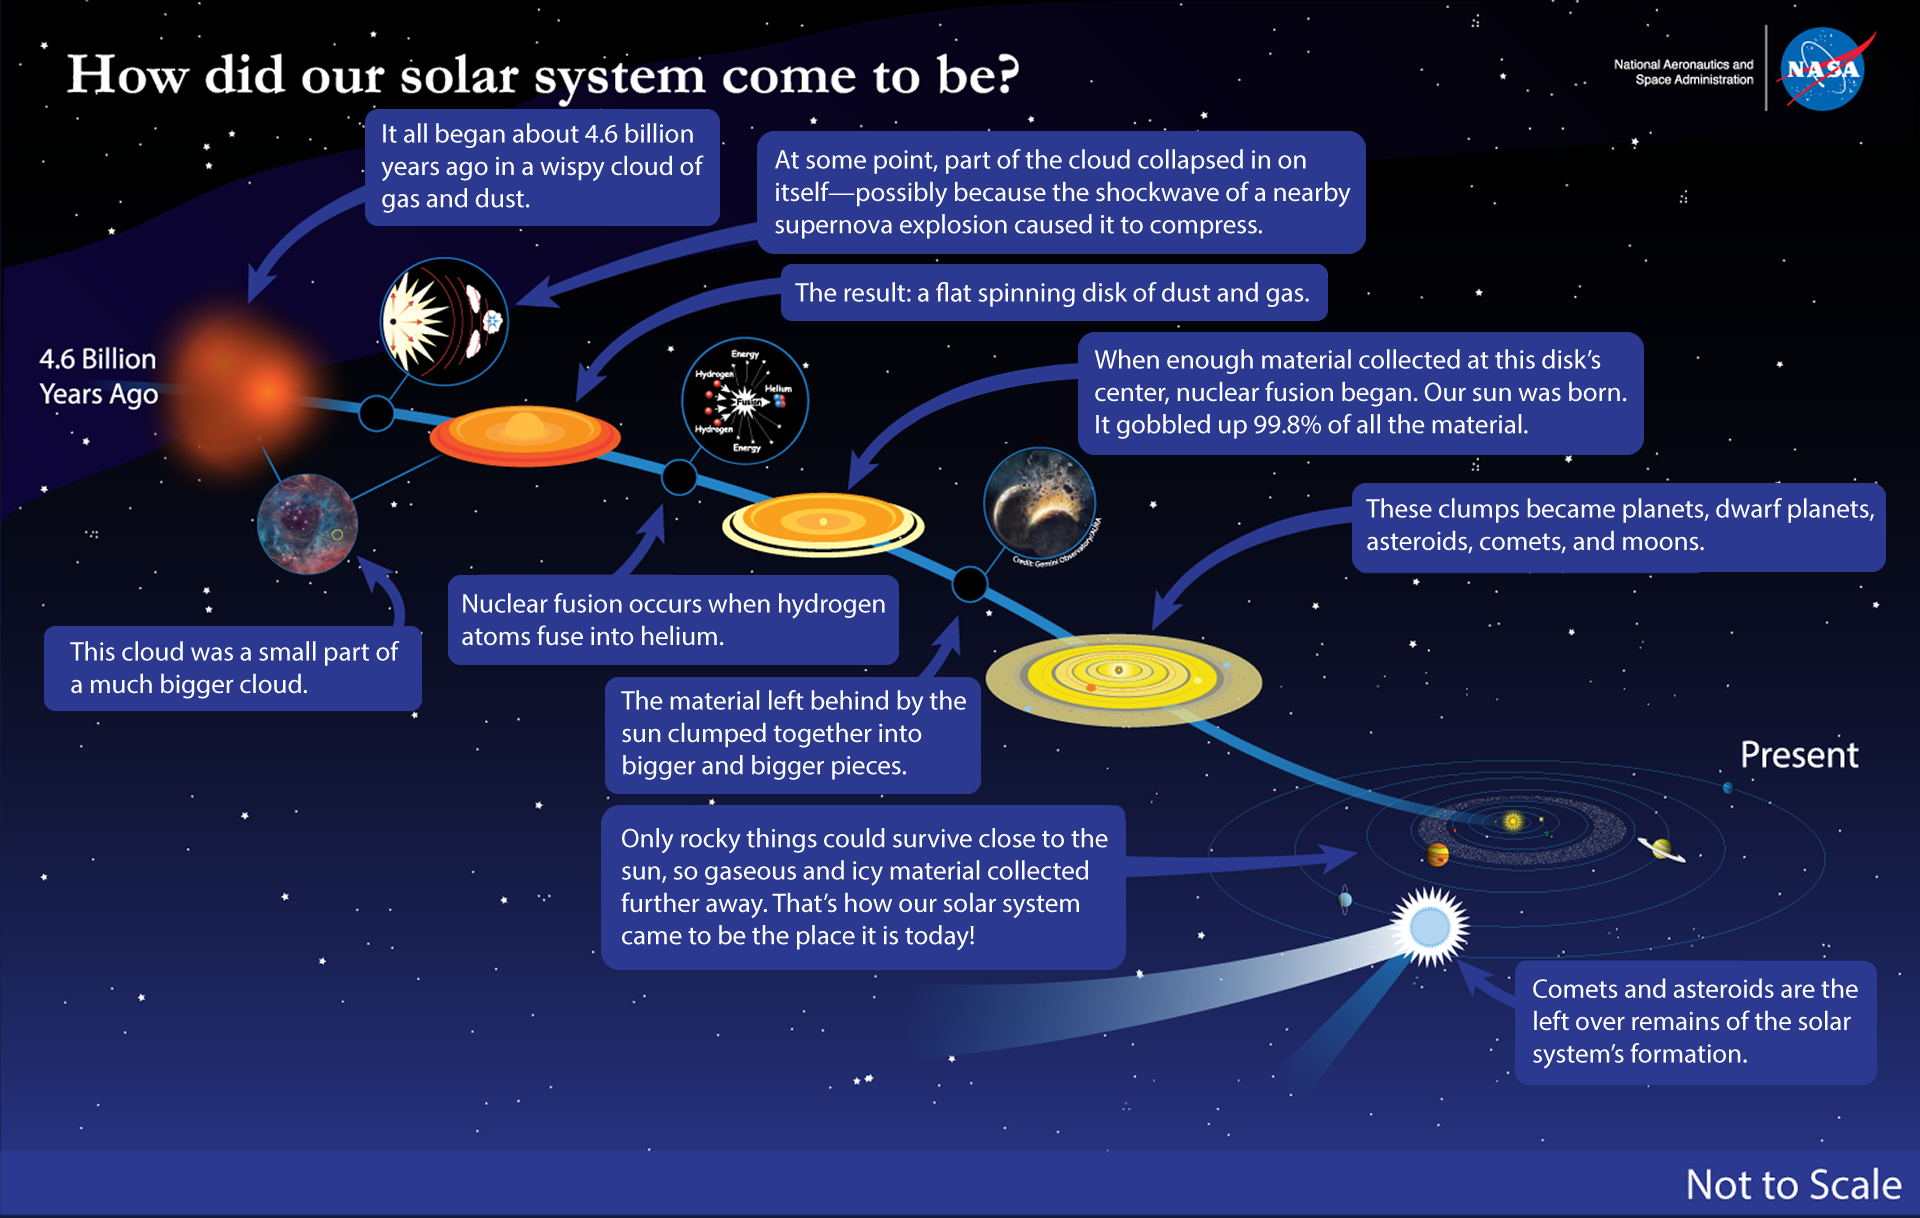 How did our solar system come to be?
National Aeronautics and
Space Administration
NASA
It all began about 4.6 billion
years ago in a wispy cloud of
gas and dust.
At some point, part of the cloud collapsed in on
itself—possibly because the shockwave of a nearby
supernova explosion caused it to compress.
The result: a flat spinning disk of dust and gas.
4.6 Billion
Years Ago
Energy
Hydrogen
Helium
Fusion
Hydrogen
Energy
When enough material collected at this disk's
center, nuclear fusion began. Our sun was born.
It gobbled up 99.8% of all the material.
Credit: Gemini Observatory/AURA
These clumps became planets, dwarf planets,
asteroids, comets, and moons.
Nuclear fusion occurs when hydrogen
atoms fuse into helium.
This cloud was a small part of
a much bigger cloud.
The material left behind by the
sun clumped together into
bigger and bigger pieces.
Present
Only rocky things could survive close to the
sun, so gaseous and icy material collected
further away. That's how our solar system
came to be the place it is today!
Comets and asteroids are the
left over remains of the solar
system's formation.
Not to Scale